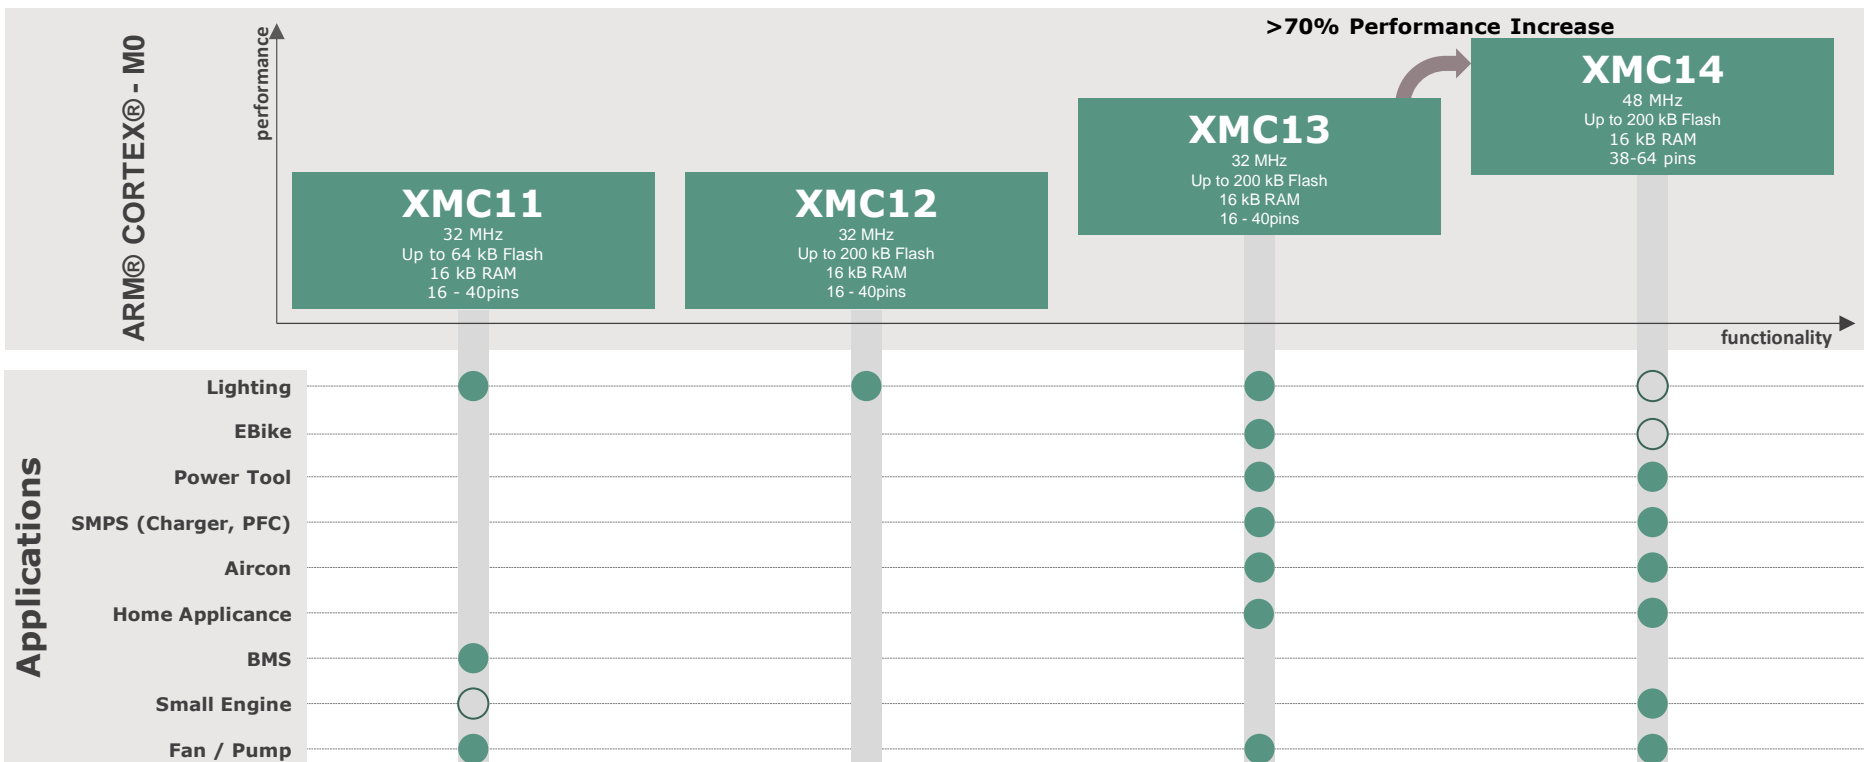 >70% Performance Increase
ARM® CORTEX® - M0
performance
XMC11
32 MHz
Up to 64 kB Flash
16 kB RAM
16 - 40pins
XMC12
32 MHz
Up to 200 kB Flash
16 kB RAM
16 - 40pins
XMC13
32 MHz
Up to 200 kB Flash
16 kB RAM
16 - 40pins
XMC14
48 MHz
Up to 200 kB Flash
16 kB RAM
38-64 pins
functionality
Applications
Lighting
EBike
Power Tool
SMPS (Charger, PFC)
Aircon
Home Applicance
BMS
Small Engine
Fan / Pump